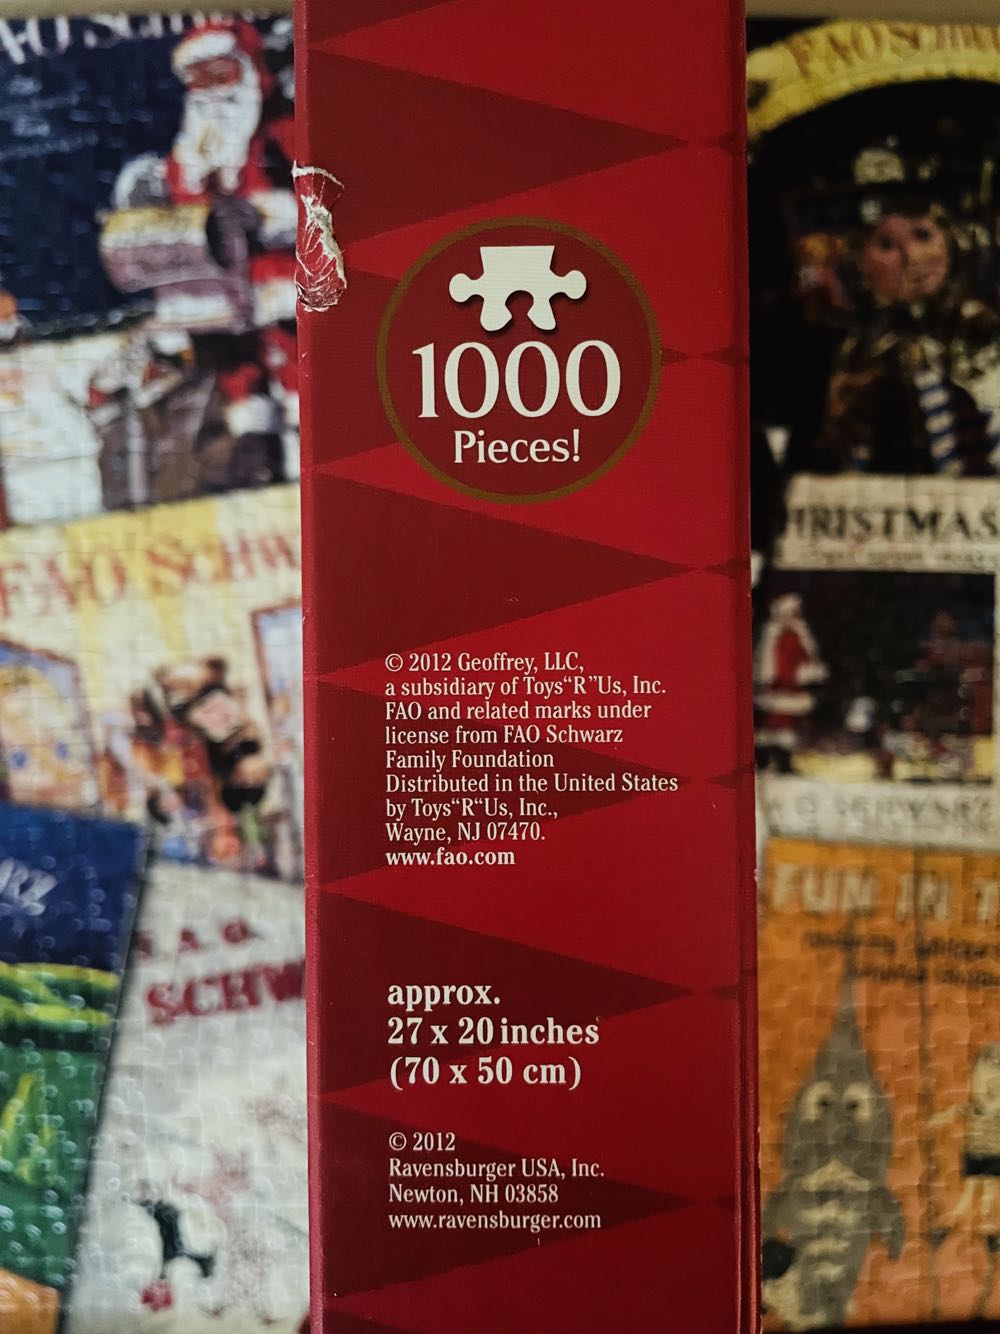 1000
Pieces!
© 2012 Geoffrey, LLC,
a subsidiary of Toys“R”Us, Inc.
FAO and related marks under
license from FAO Schwarz
Family Foundation
Distributed in the United States
by Toys“R“Us, Inc.,
Wayne, NJ 07470.
www.fao.com
approx.
27 x 20 inches
(70 x 50 cm)
© 2012
Ravensburger USA, Inc.
Newton, NH 03858
www.ravensburger.com
FAO SCHW
F.A.O.
SCHW
FAO SCHW
HRISTMAS
FUN IN T